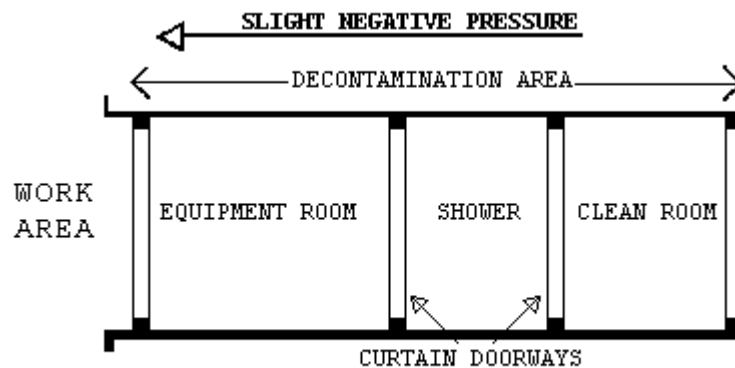 SLIGHT NEGATIVE PRESSURE
DECONTAMINATION AREA
WORK
AREA
EQUIPMENT ROOM
SHOWER
CLEAN ROOM
CURTAIN DOORWAYS